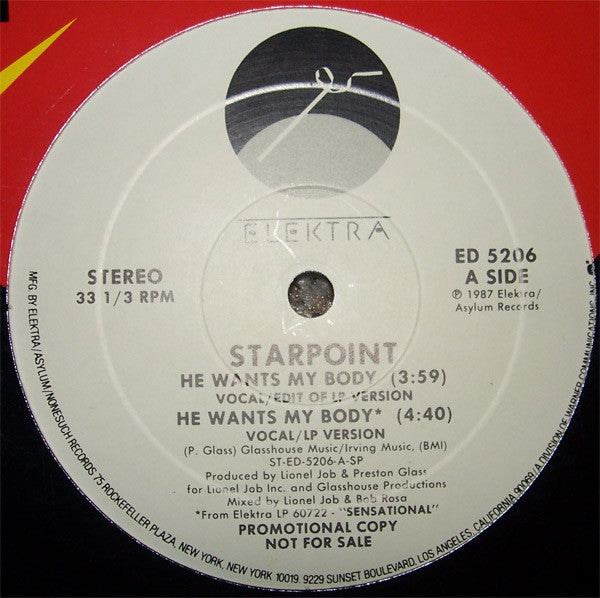 ELEKTRA
STEREO
33 1/3 RPM
ED 5206
A SIDE
℗ 1987 Elektra/
Asylum Records
STARPOINT
HE WANTS MY BODY (3:59)
VOCAL/EDIT OF LP VERSION
HE WANTS MY BODY* (4:40)
VOCAL/LP VERSION
(P. Glass) Glasshouse Music/Irving Music, (BMI)
ST-ED-5206-A-SP
Produced by Lionel Job & Preston Glass
for Lionel Job Inc. and Glasshouse Productions
Mixed by Lionel Job & Bob Rosa
*From Elektra LP 60722 - "SENSATIONAL"
PROMOTIONAL COPY
NOT FOR SALE
MFG. BY ELEKTRA/ASYLUM/NONESUCH RECORDS 75 ROCKEFELLER PLAZA, NEW YORK, NEW YORK 10019. 9229 SUNSET BOULEVARD, LOS ANGELES, CALIFORNIA 90069/A DIVISION OF WARNER COMMUNICATIONS, INC.